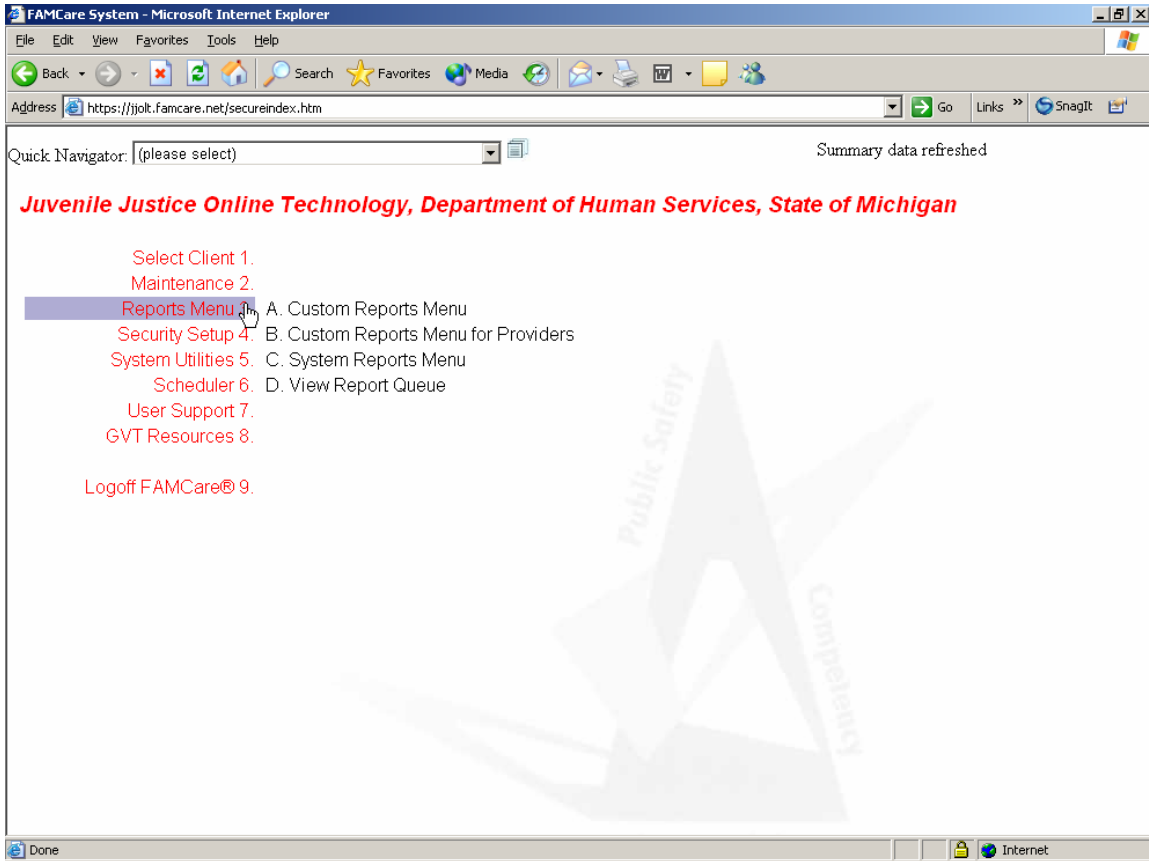 FAMCare System - Microsoft Internet Explorer
File Edit View Favorites Tools Help
Back Search Favorites Media
Address https://jjolt.famcare.net/secureindex.htm Go Links » SnagIt
Quick Navigator: (please select) Summary data refreshed
Juvenile Justice Online Technology, Department of Human Services, State of Michigan
Select Client 1.
Maintenance 2.
Reports Menu A. Custom Reports Menu
Security Setup 4. B. Custom Reports Menu for Providers
System Utilities 5. C. System Reports Menu
Scheduler 6. D. View Report Queue
User Support 7.
GVT Resources 8.
Logoff FAMCare® 9.
Public Safety
Competency
Done Internet